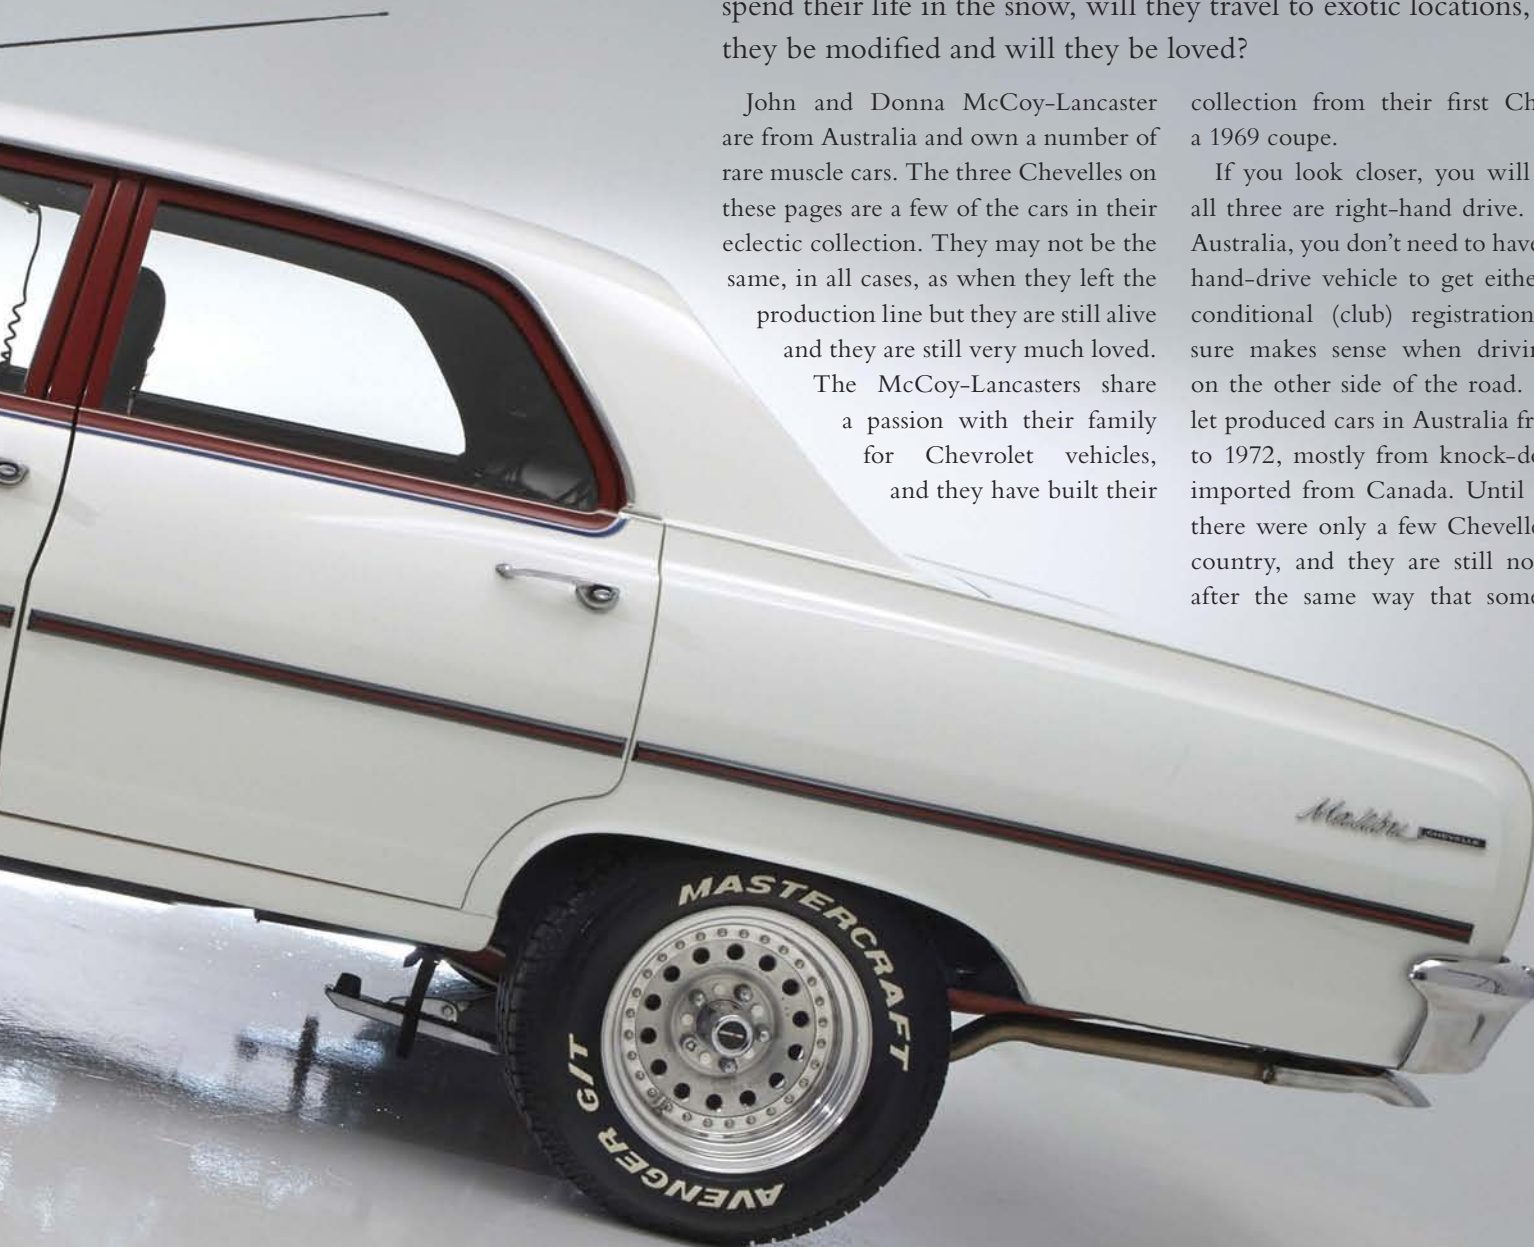 spend their life in the snow, will they travel to exotic locations,
they be modified and will they be loved?
John and Donna McCoy-Lancaster
are from Australia and own a number of
rare muscle cars. The three Chevelles on
these pages are a few of the cars in their
eclectic collection. They may not be the
same, in all cases, as when they left the
production line but they are still alive
and they are still very much loved.
The McCoy-Lancasters share
a passion with their family
for Chevrolet vehicles,
and they have built their
collection from their first Ch
a 1969 coupe.
If you look closer, you will
all three are right-hand drive.
Australia, you don't need to have
hand-drive vehicle to get eithe
conditional (club) registration
sure makes sense when drivin
on the other side of the road.
let produced cars in Australia fr
to 1972, mostly from knock-do
imported from Canada. Until
there were only a few Chevelle
country, and they are still no
after the same way that some
Malibu CHEVELLE
MASTERCRAFT
AVENGER G/T